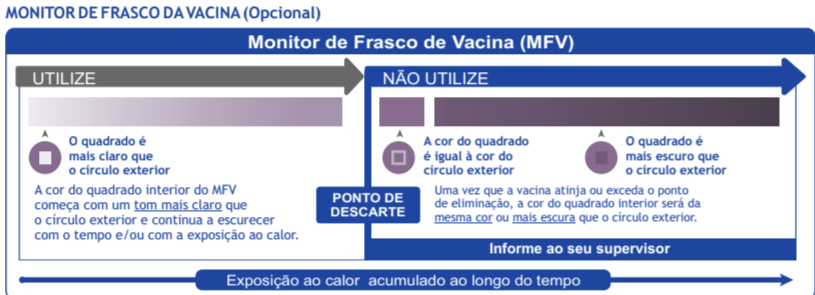 MONITOR DE FRASCO DA VACINA (Opcional)
Monitor de Frasco de Vacina (MFV)
UTILIZE
NÃO UTILIZE
O quadrado é
mais claro que
o círculo exterior
A cor do quadrado
é igual à cor do
círculo exterior
O quadrado é
mais escuro que
o círculo exterior
A cor do quadrado interior do MFV
começa com um tom mais claro que
o círculo exterior e continua a escurecer
com o tempo e/ou com a exposição ao calor.
PONTO DE
DESCARTE
Uma vez que a vacina atinja ou exceda o ponto
de eliminação, a cor do quadrado interior será da
mesma cor ou mais escura que o círculo exterior.
Informe ao seu supervisor
Exposição ao calor acumulado ao longo do tempo